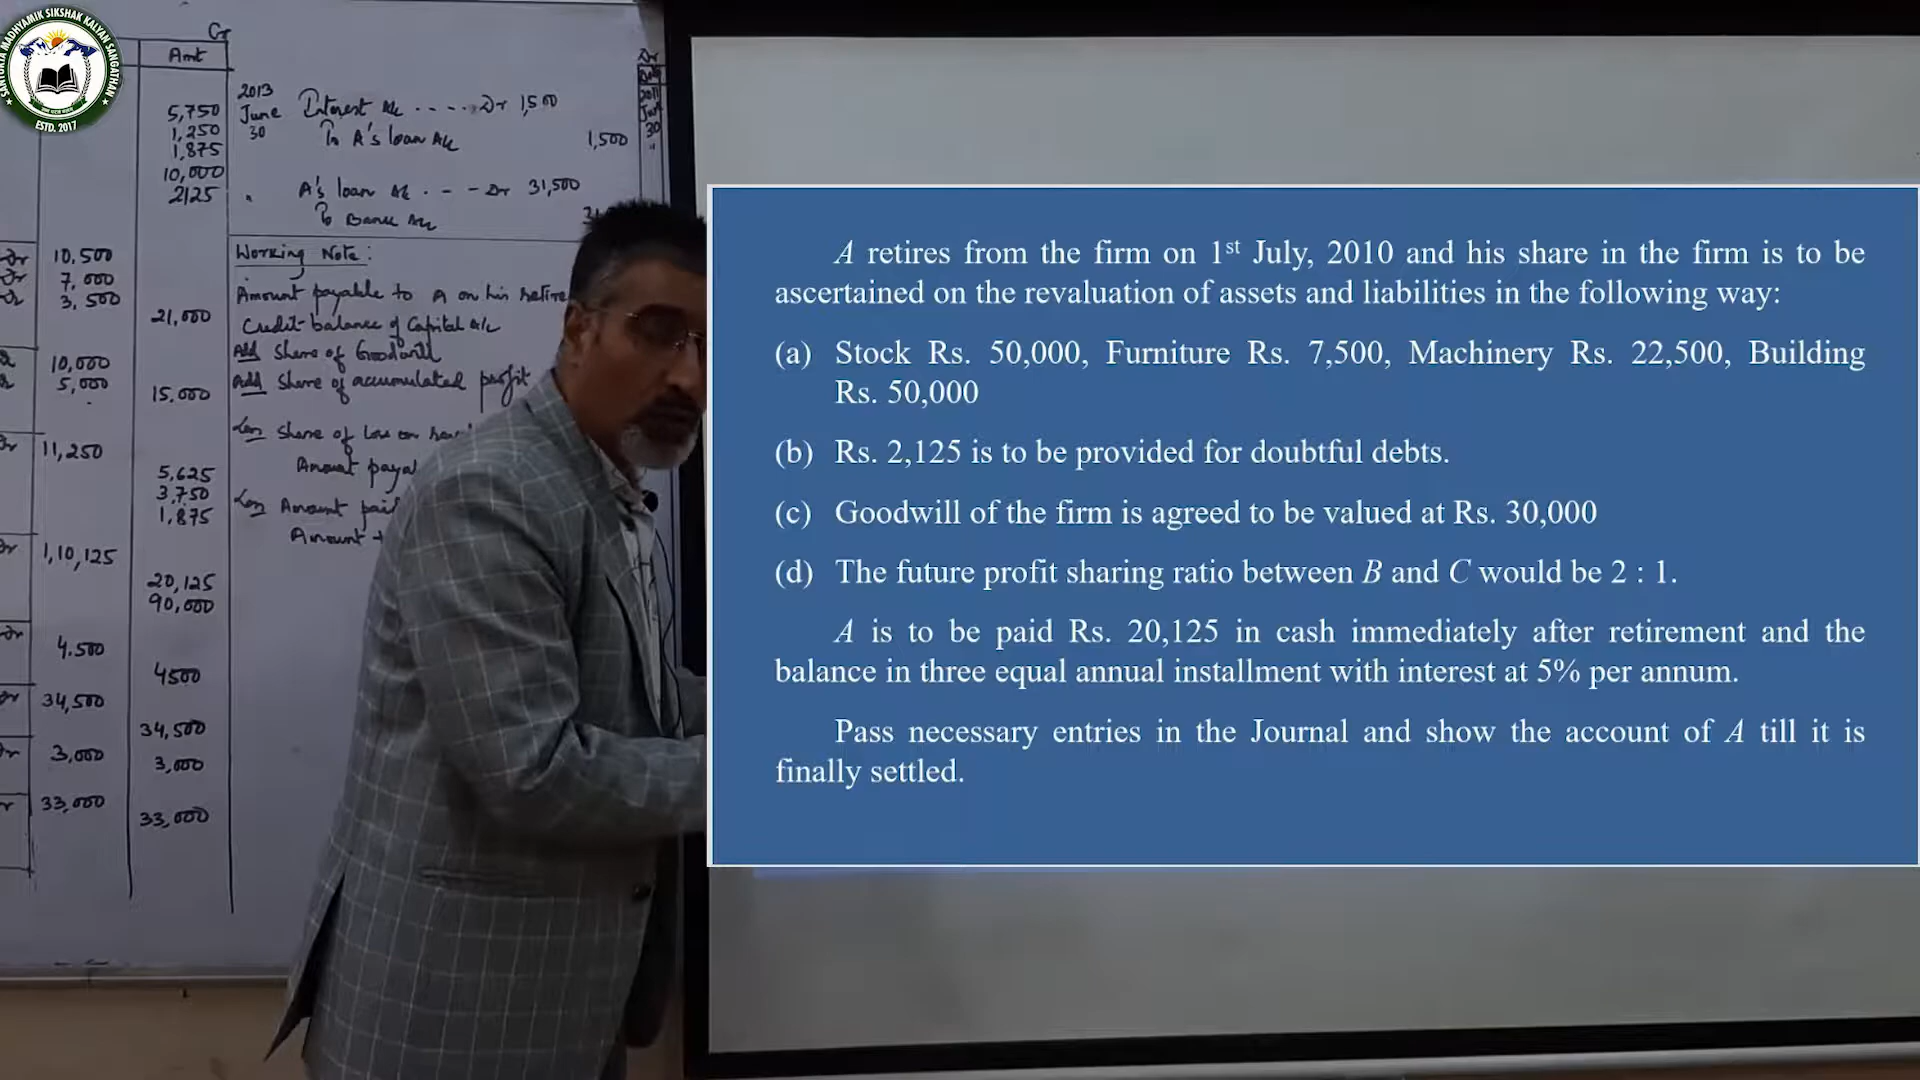 SANYUKTA MADHYAMIK SIKSHAK KALYAN SANGATHAN
ESTD. 2017
Cr
Amt
5,750
1,250
1,875
10,000
2125
10,500
7,000
3,500
21,000
10,000
5,000
15,000
11,250
5,625
3,750
1,875
1,10,125
20,125
90,000
4,500
4500
34,500
34,500
3,000
3,000
33,000
33,000
2013
June Interest A/c ..... Dr 1,500
30 To A's loan A/c 1,500
" A's loan A/c . - - Dr 31,500
To Bank A/c
Working Note:
Amount payable to A on his retire
Credit balance of Capital a/c
Add Share of Goodwill
Add Share of accumulated profit
Less Share of Loss on
Amount payal
Less Amount paid
Amount
Dr
30
A retires from the firm on 1st July, 2010 and his share in the firm is to be
ascertained on the revaluation of assets and liabilities in the following way:
(a) Stock Rs. 50,000, Furniture Rs. 7,500, Machinery Rs. 22,500, Building
Rs. 50,000
(b) Rs. 2,125 is to be provided for doubtful debts.
(c) Goodwill of the firm is agreed to be valued at Rs. 30,000
(d) The future profit sharing ratio between B and C would be 2 : 1.
A is to be paid Rs. 20,125 in cash immediately after retirement and the
balance in three equal annual installment with interest at 5% per annum.
Pass necessary entries in the Journal and show the account of A till it is
finally settled.